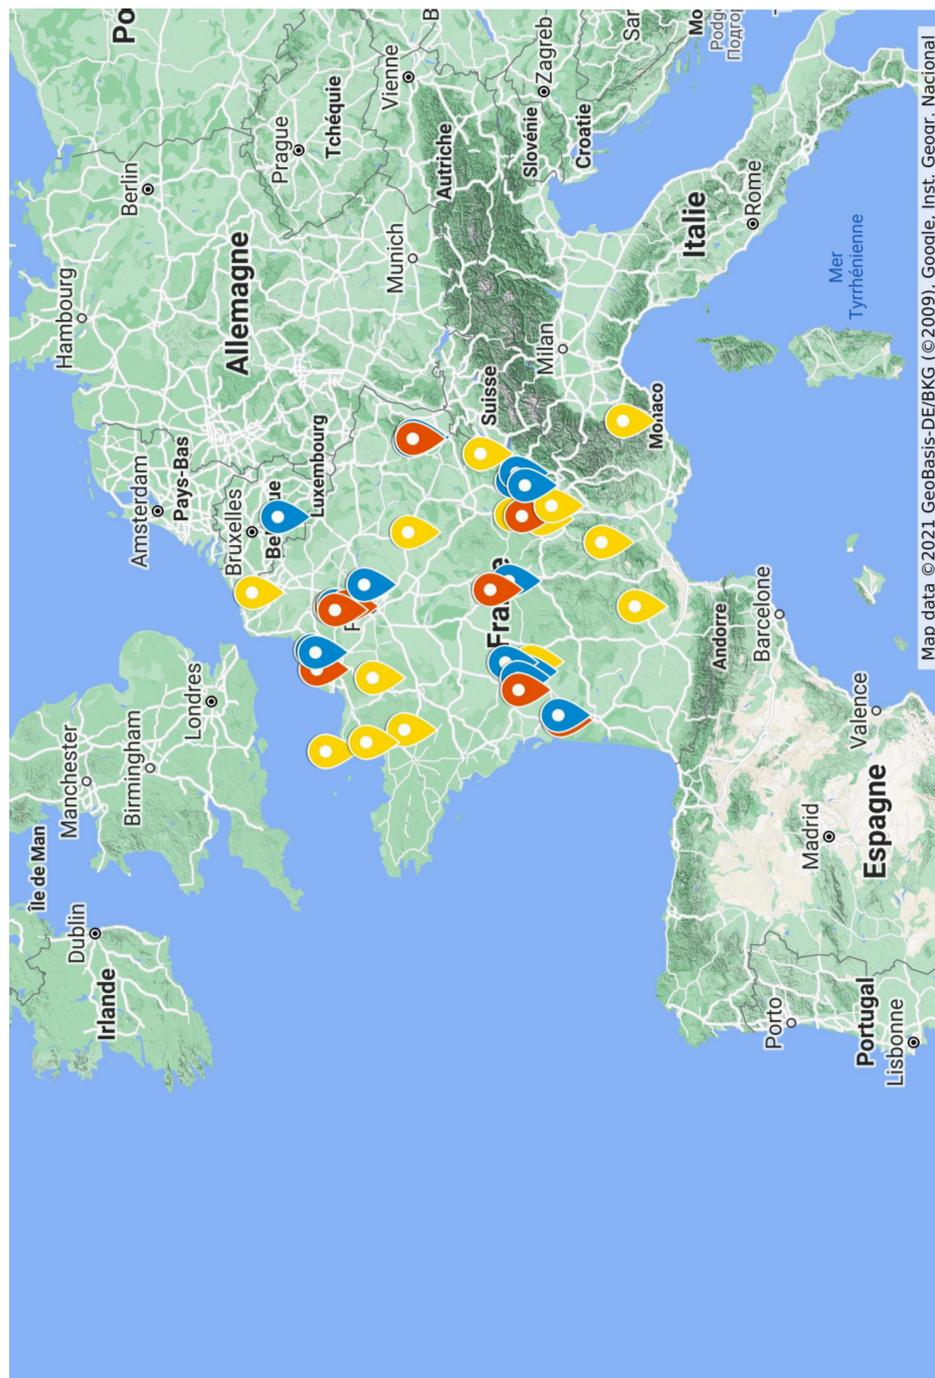 Île de Man
Dublin
Irlande
Manchester
Birmingham
Londres
Amsterdam
Pays-Bas
Bruxelles
Luxembourg
Hambourg
Berlin
Allemagne
Po
Prague
Tchéquie
Munich
Vienne
Autriche
Suisse
Slovénie
Zagreb
Croatie
Milan
Monaco
Italie
Rome
Mer
Tyrrhénienne
Andorre
Barcelone
Valence
Madrid
Espagne
Porto
Portugal
Lisbonne
Map data ©2021 GeoBasis-DE/BKG (©2009), Google, Inst. Geogr. Nacional